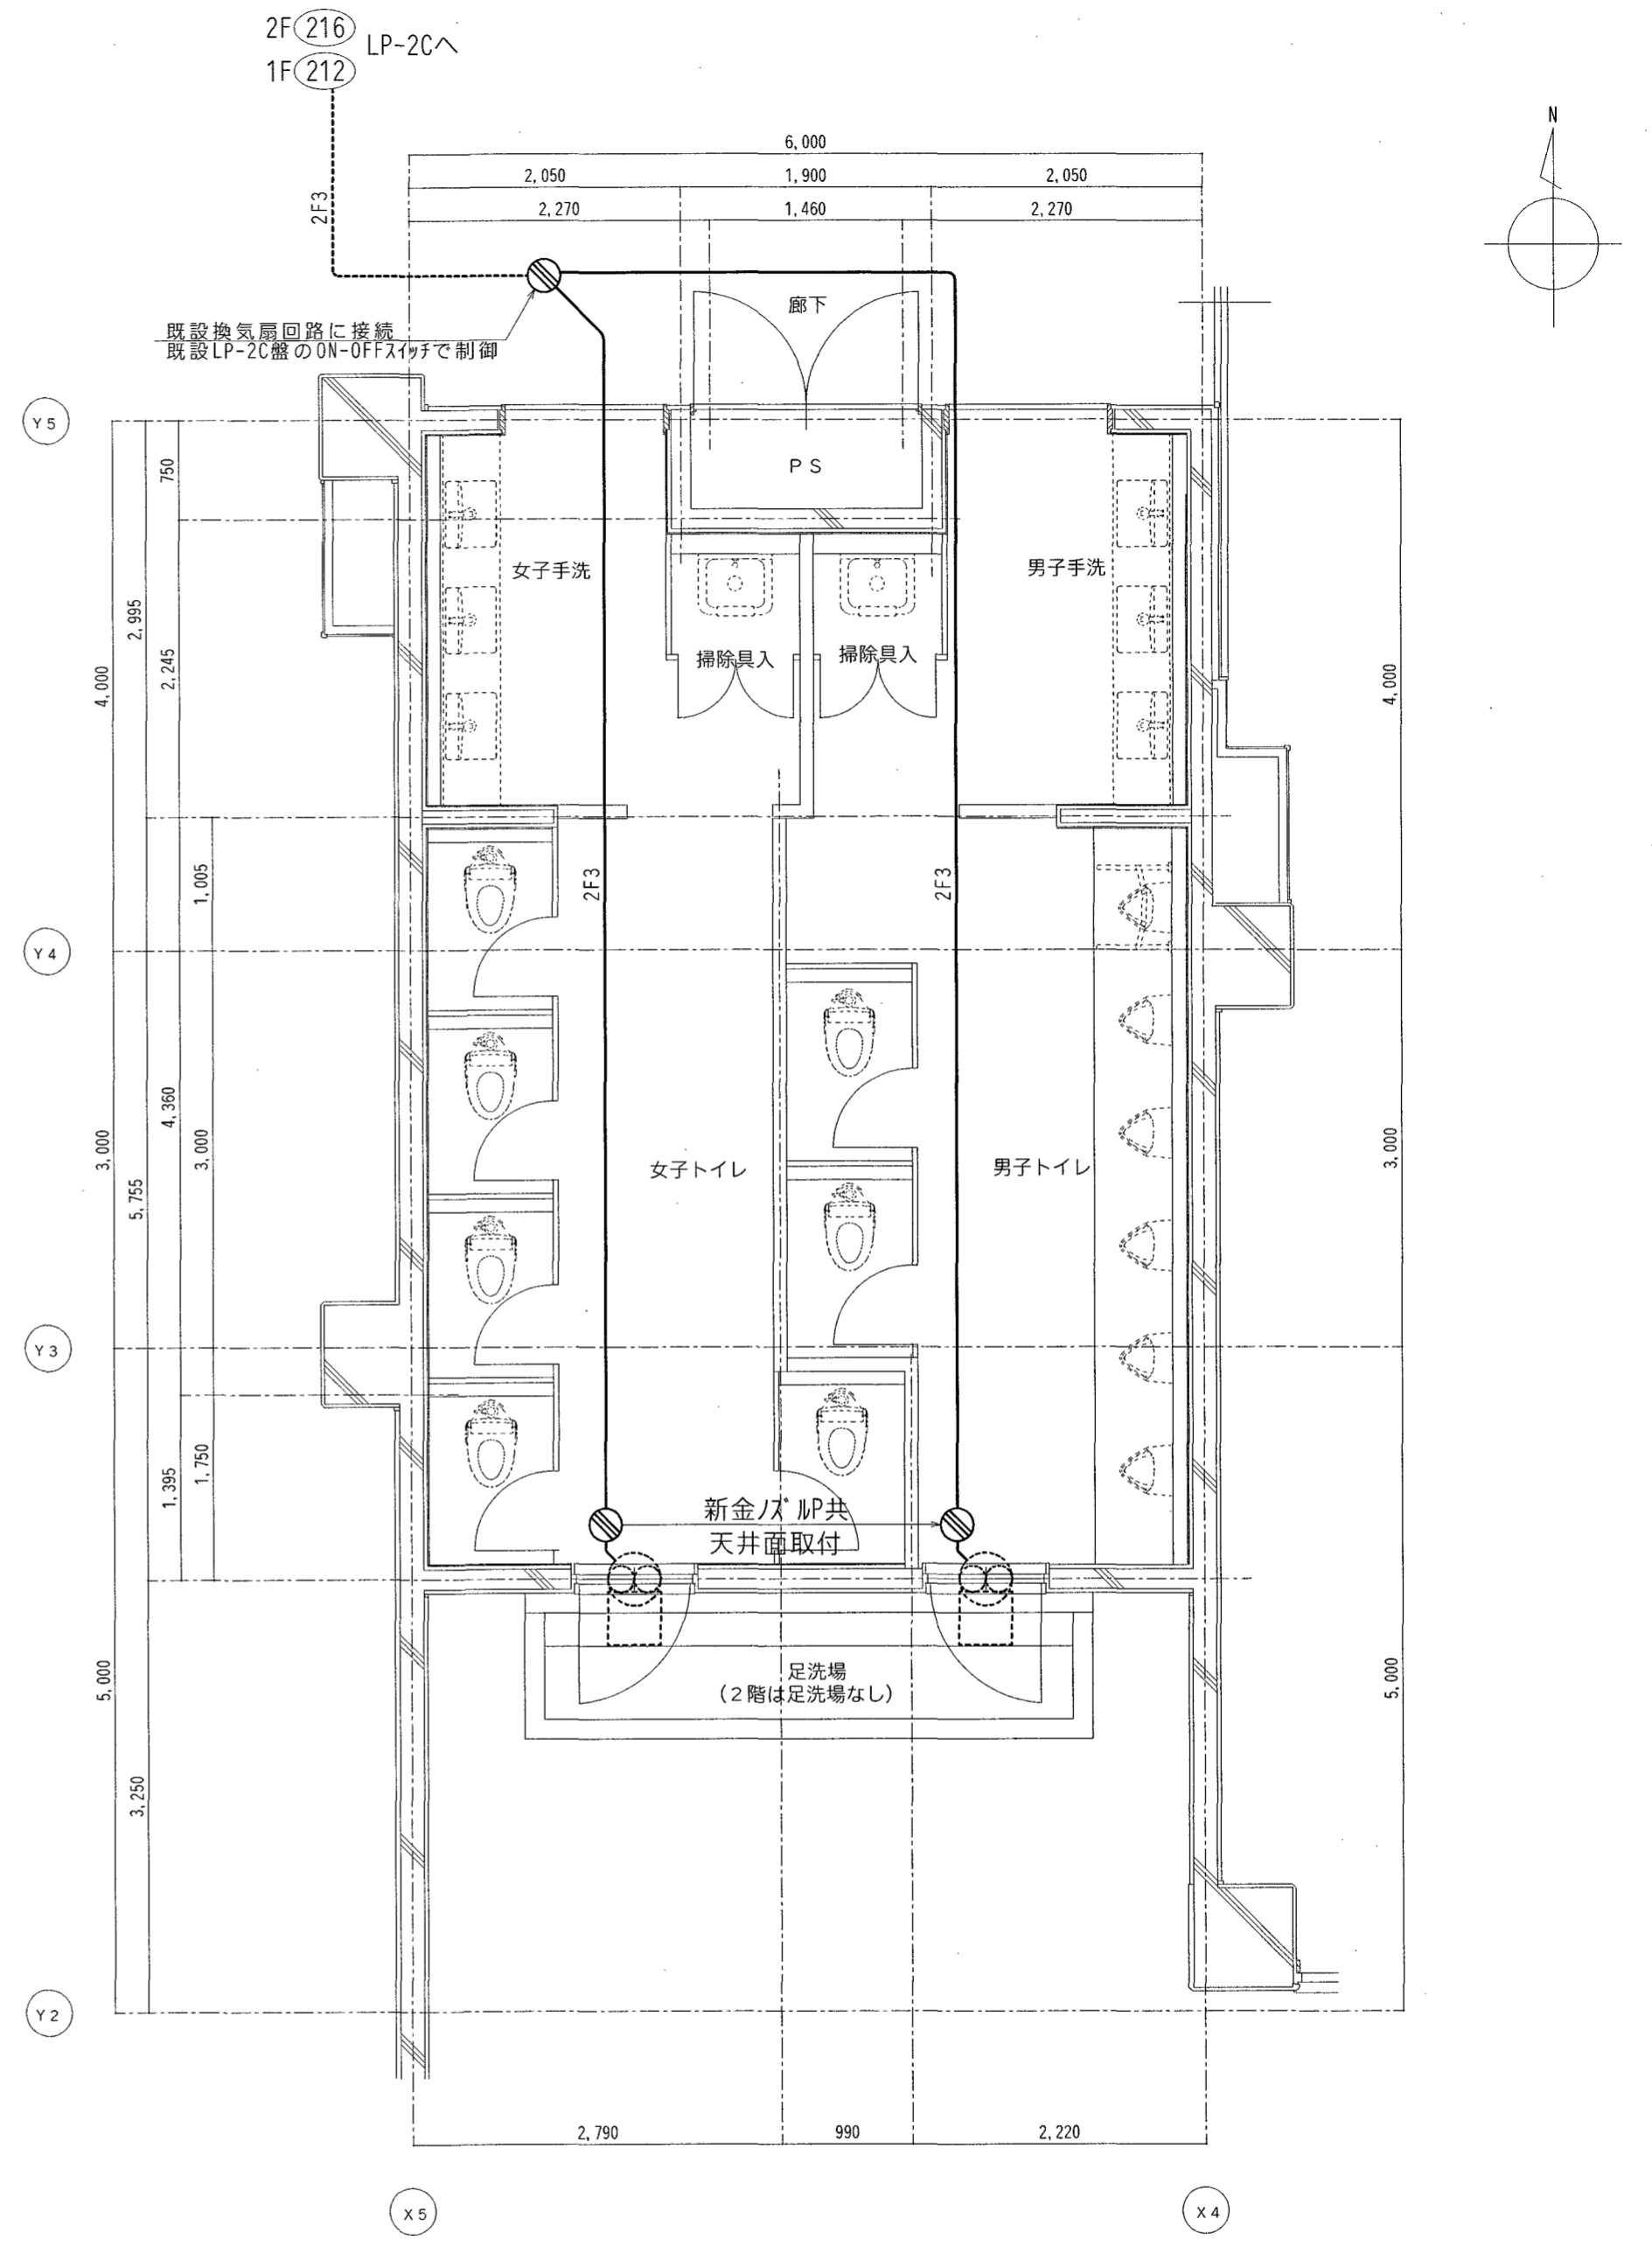 2F 216
LP-2Cへ
1F 212
N
6,000
2,050
1,900
2,050
2,270
1,460
2,270
2F3
廊下
既設換気扇回路に接続
既設LP-2C盤のON-OFFスイッチで制御
Y5
750
PS
女子手洗
男子手洗
2,995
2,245
4,000
4,000
掃除具入
掃除具入
1,005
2F3
2F3
Y4
4,360
3,000
3,000
3,000
5,755
女子トイレ
男子トイレ
Y3
1,750
1,395
新金ノズルP共
天井面取付
5,000
5,000
足洗場
(2階は足洗場なし)
3,250
Y2
2,790
990
2,220
X5
X4